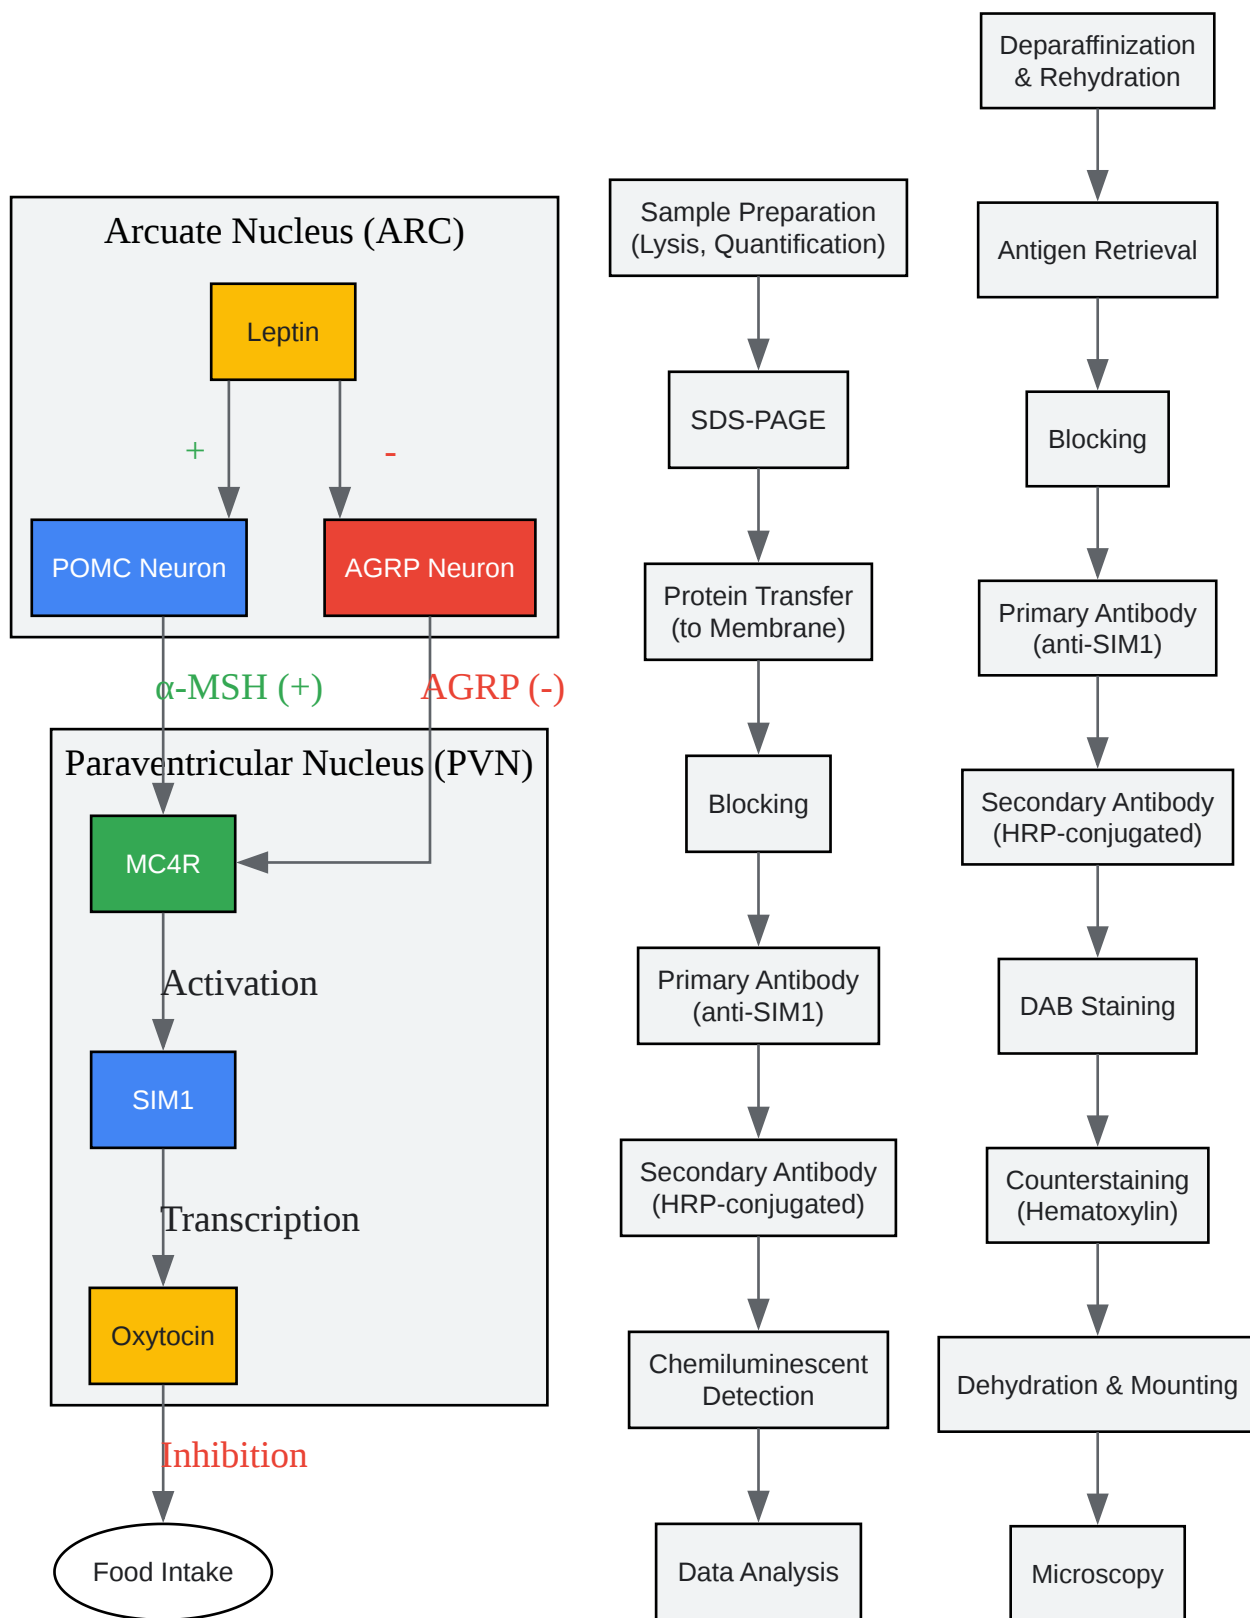 Arcuate Nucleus (ARC)
Leptin
+
-
POMC Neuron
AGRP Neuron
α-MSH (+)
AGRP (-)
Paraventricular Nucleus (PVN)
MC4R
Activation
SIM1
Transcription
Oxytocin
Inhibition
Food Intake
Sample Preparation
(Lysis, Quantification)
SDS-PAGE
Protein Transfer
(to Membrane)
Blocking
Primary Antibody
(anti-SIM1)
Secondary Antibody
(HRP-conjugated)
Chemiluminescent
Detection
Data Analysis
Deparaffinization
& Rehydration
Antigen Retrieval
Blocking
Primary Antibody
(anti-SIM1)
Secondary Antibody
(HRP-conjugated)
DAB Staining
Counterstaining
(Hematoxylin)
Dehydration & Mounting
Microscopy